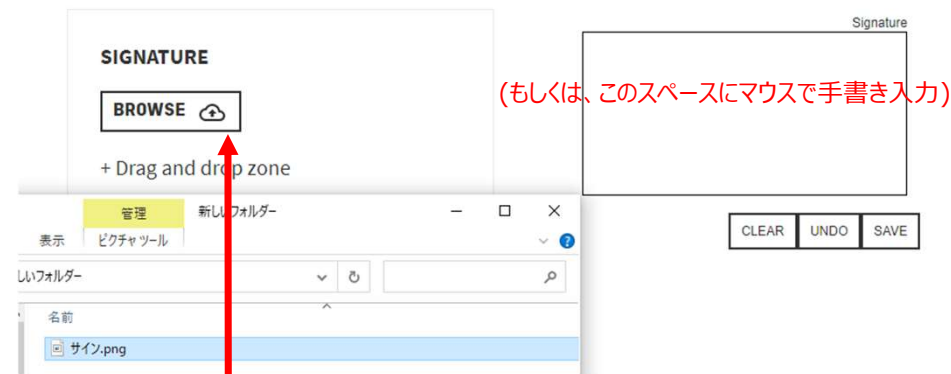 Signature
SIGNATURE
BROWSE
(もしくは、このスペースにマウスで手書き入力)
+ Drag and drop zone
管理
新しいフォルダー
表示
ピクチャ ツール
CLEAR
UNDO
SAVE
しいフォルダー
名前
サイン.png